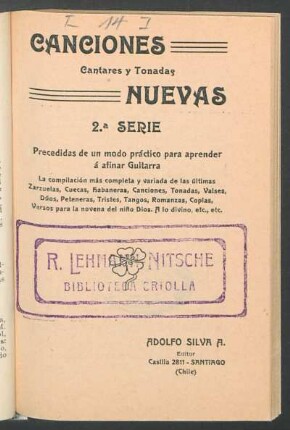 [ 14 ]
CANCIONES
Cantares y Tonadas
NUEVAS
2.ª SERIE
Precedidas de un modo práctico para aprender
á afinar Guitarra
La compilación más completa y variada de las últimas
Zarzuelas, Cuecas, Habaneras, Canciones, Tonadas, Valses,
Dúos, Peteneras, Tristes, Tangos, Romanzas, Coplas,
Versos para la novena del niño Dios. A lo divino, etc., etc.
R. LEHMANN-NITSCHE
BIBLIOTECA CRIOLLA
ADOLFO SILVA A.
Editor
Casilla 2811 - SANTIAGO
(Chile)